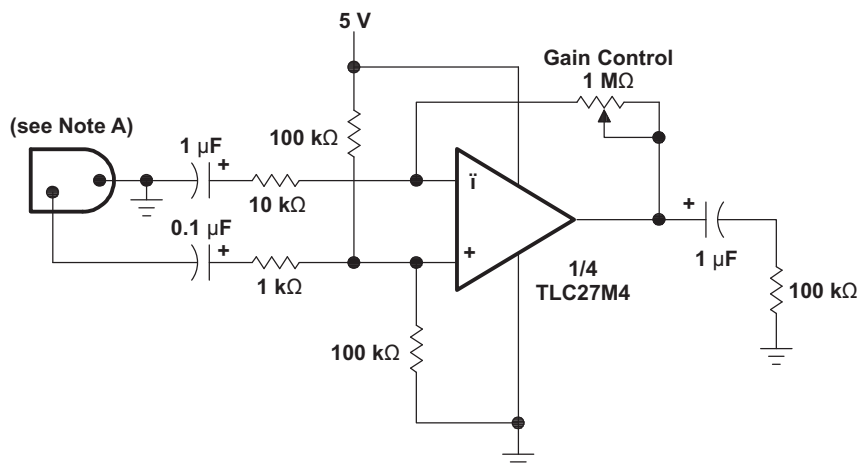 5 V
Gain Control
1 MΩ
(see Note A)
100 kΩ
1 µF
+
ï
10 kΩ
0.1 µF
+
+
+
1 kΩ
1/4
TLC27M4
1 µF
100 kΩ
100 kΩ